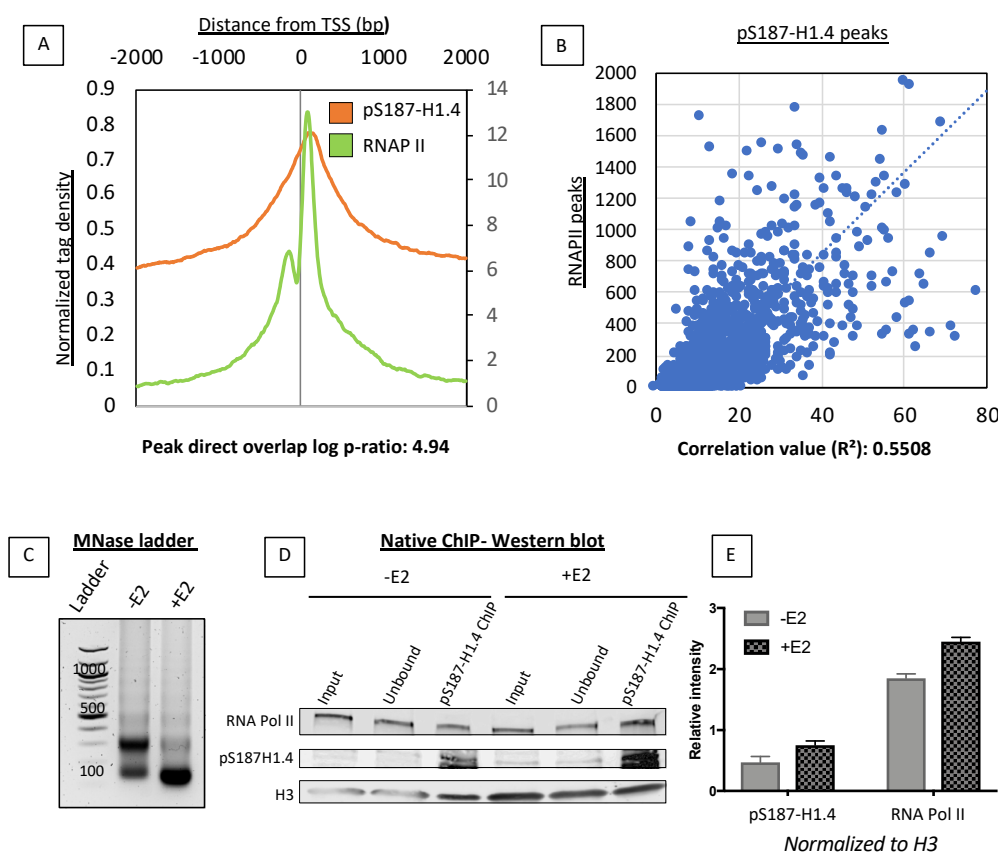 A
Distance from TSS (bp)
-2000 -1000 0 1000 2000
0.9
0.8
0.7
0.6
0.5
0.4
0.3
0.2
0.1
0
Normalized tag density
14
12
10
8
6
4
2
0
pS187-H1.4
RNAP II
Peak direct overlap log p-ratio: 4.94
B
pS187-H1.4 peaks
2000
1800
1600
1400
1200
1000
800
600
400
200
0
RNAPII peaks
0 20 40 60 80
Correlation value (R²): 0.5508
C
MNase ladder
Ladder -E2 +E2
1000
500
100
D
Native ChIP- Western blot
-E2 +E2
Input Unbound pS187-H1.4 ChIP Input Unbound pS187-H1.4 ChIP
RNA Pol II
pS187H1.4
H3
E
3
2
1
0
Relative intensity
-E2
+E2
pS187-H1.4 RNA Pol II
Normalized to H3